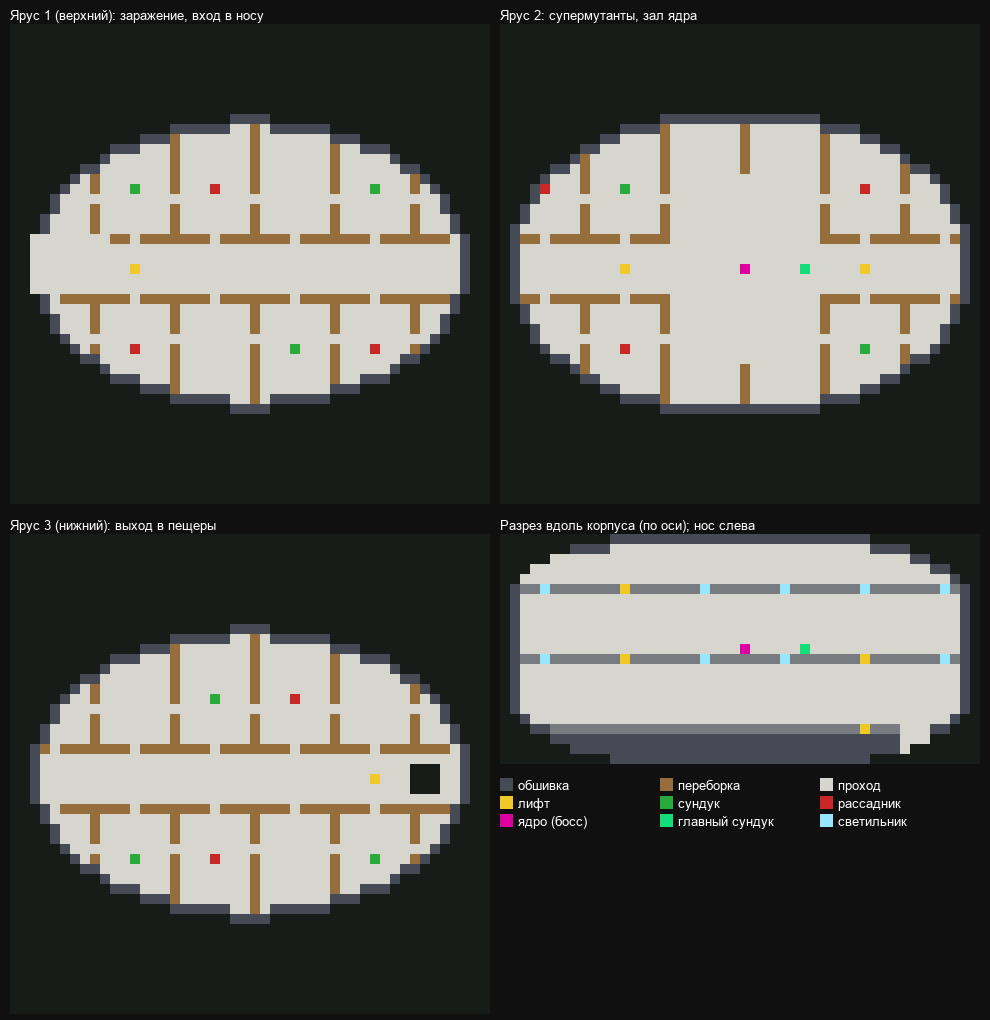 Ярус 1 (верхний): заражение, вход в носу
Ярус 2: супермутанты, зал ядра
Ярус 3 (нижний): выход в пещеры
Разрез вдоль корпуса (по оси); нос слева
обшивка
переборка
проход
лифт
сундук
рассадник
ядро (босс)
главный сундук
светильник